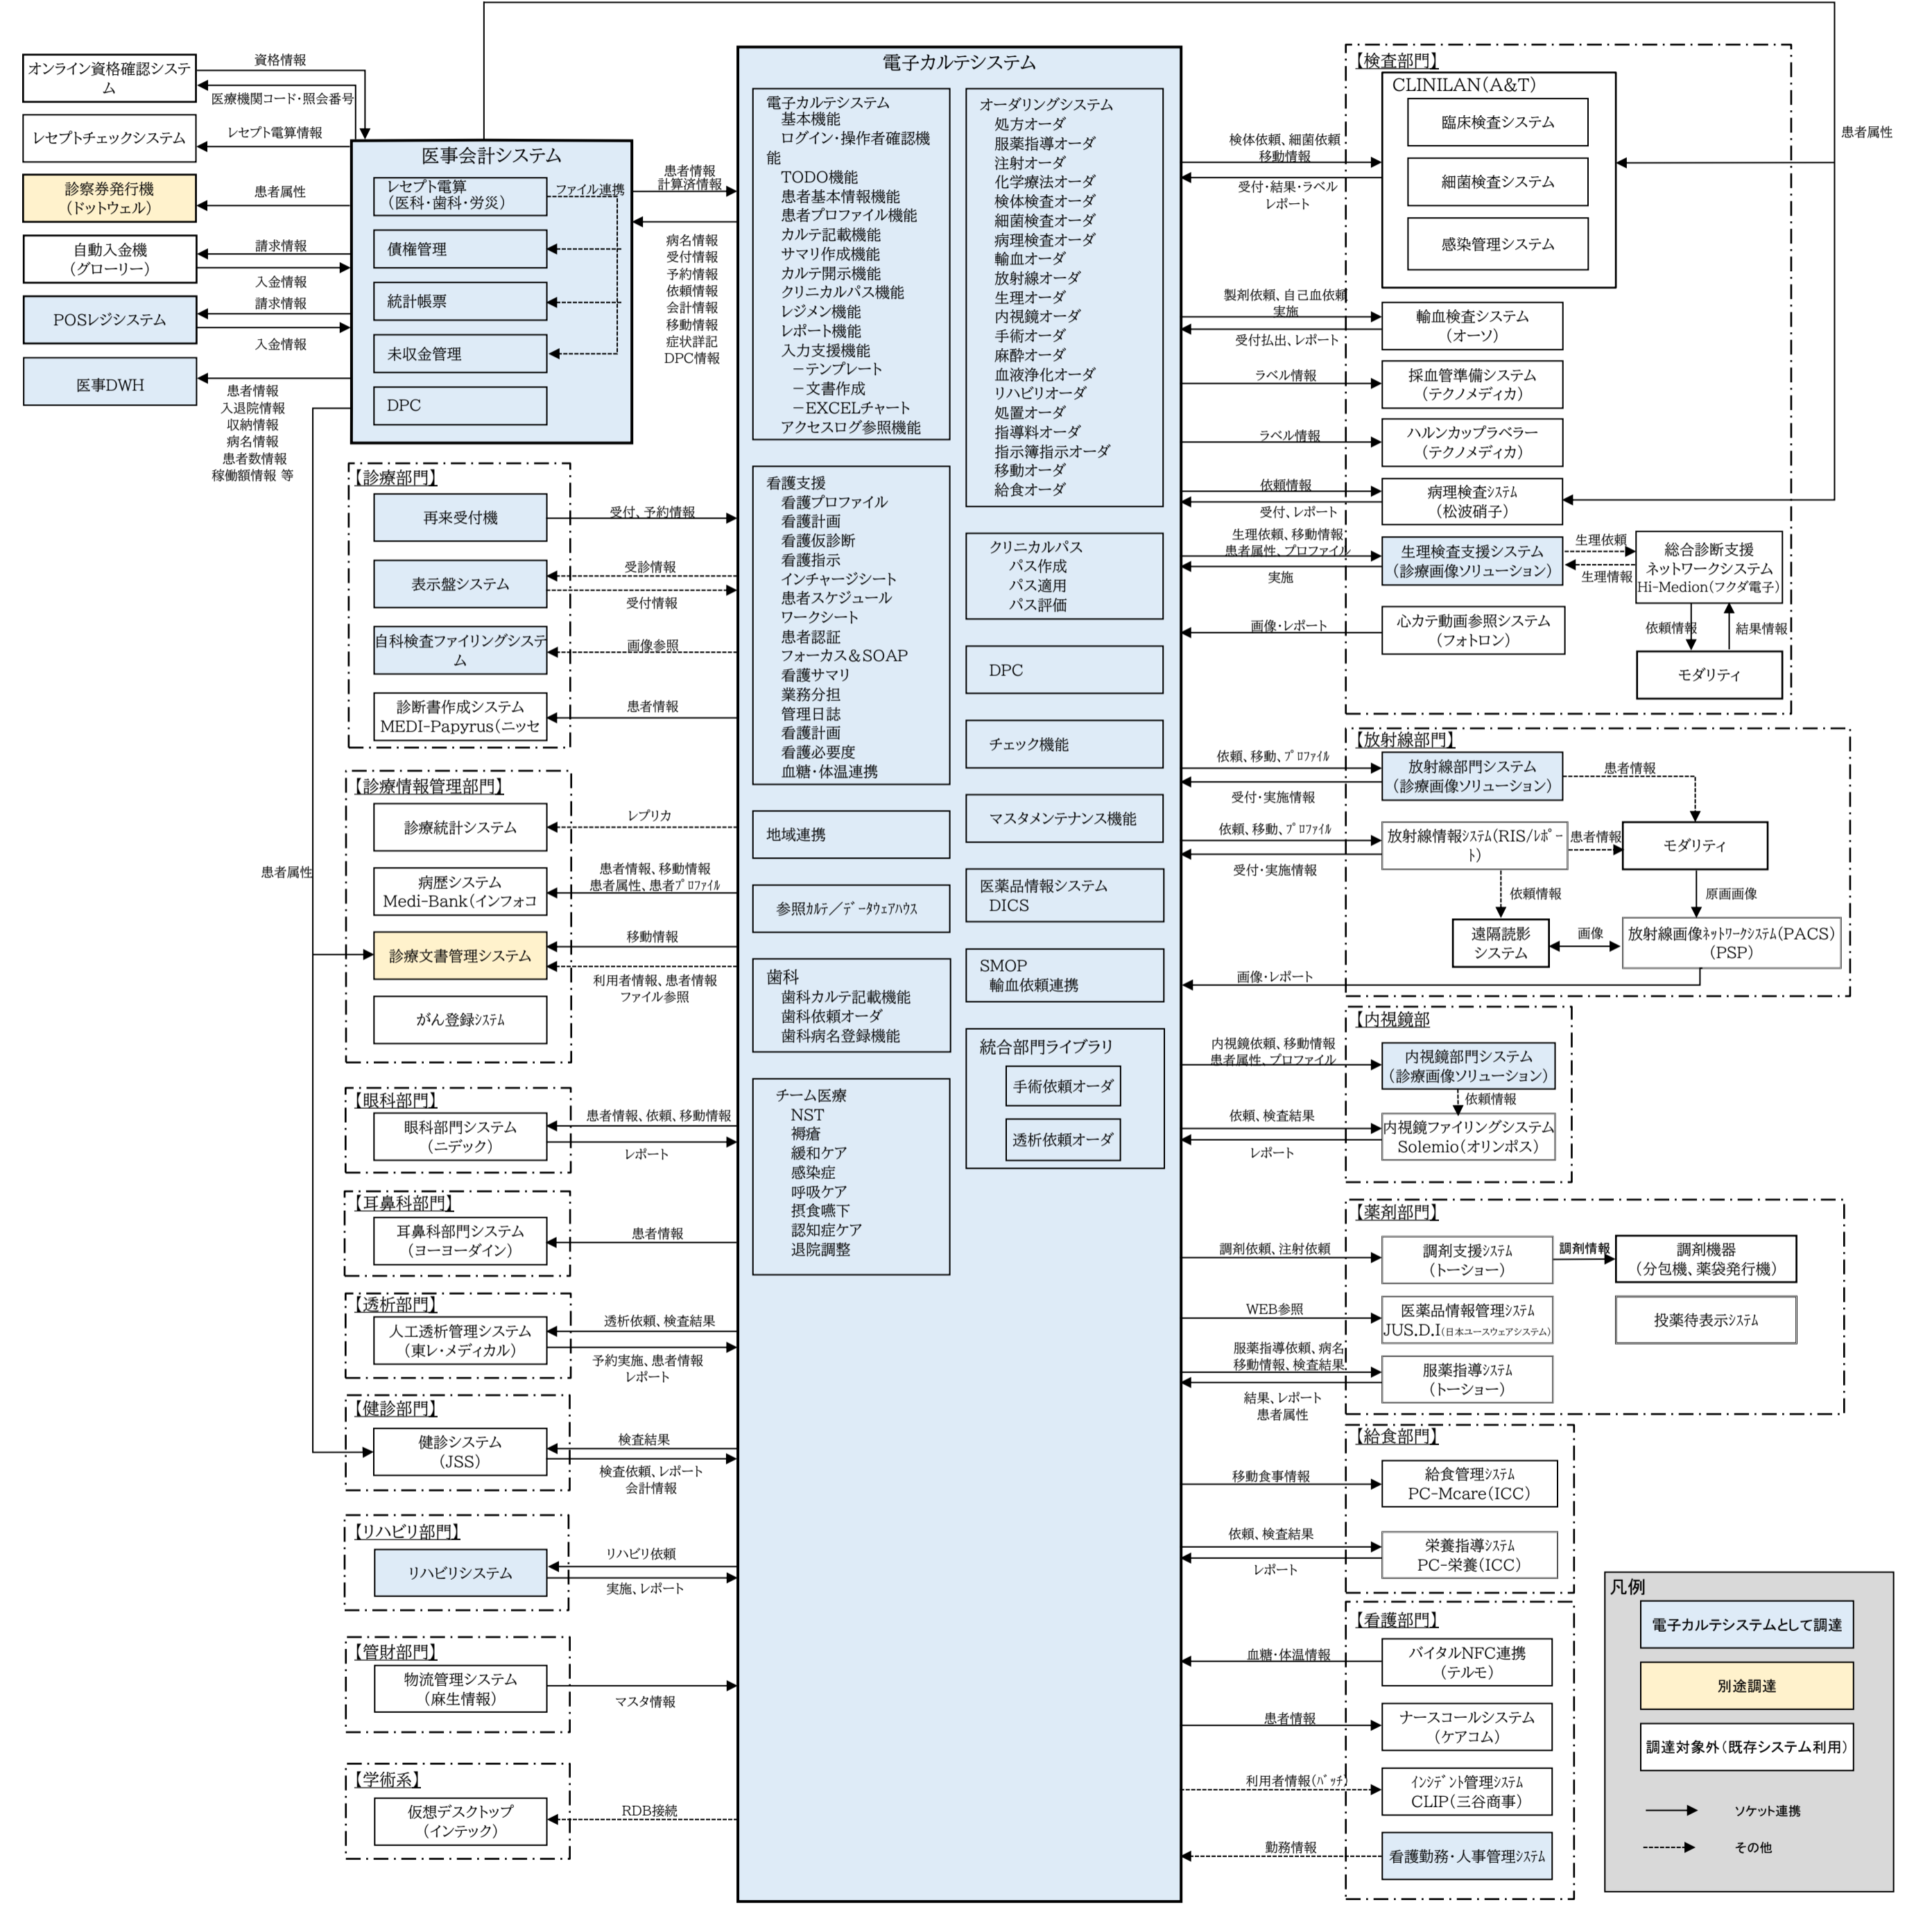 オンライン資格確認システ
ム
資格情報
医療機関コード・照会番号
レセプトチェックシステム
レセプト電算情報
診察券発行機
（ドットウェル）
患者属性
自動入金機
（グローリー）
請求情報
入金情報
POSレジシステム
請求情報
入金情報
医事DWH
患者情報
入退院情報
収納情報
病名情報
患者数情報
稼働額情報 等
医事会計システム
レセプト電算
（医科・歯科・労災）
ファイル連携
債権管理
統計帳票
未収金管理
DPC
患者情報
計算済情報
病名情報
受付情報
予約情報
依頼情報
会計情報
移動情報
症状詳記
DPC情報
患者属性
【診療部門】
再来受付機
受付、予約情報
表示盤システム
受診情報
受付情報
自科検査ファイリングシステ
ム
画像参照
診断書作成システム
MEDI-Papyrus（ニッセ
患者情報
【診療情報管理部門】
診療統計システム
レプリカ
病歴システム
Medi-Bank（インフォコ
患者情報、移動情報
患者属性、患者ﾌﾟﾛﾌｧｲﾙ
診療文書管理システム
移動情報
利用者情報、患者情報
ファイル参照
がん登録ｼｽﾃﾑ
【眼科部門】
眼科部門システム
（ニデック）
患者情報、依頼、移動情報
レポート
【耳鼻科部門】
耳鼻科部門システム
（ヨーヨーダイン）
患者情報
【透析部門】
人工透析管理システム
（東レ・メディカル）
透析依頼、検査結果
予約実施、患者情報
レポート
【健診部門】
健診システム
（JSS）
検査結果
検査依頼、レポート
会計情報
【リハビリ部門】
リハビリシステム
リハビリ依頼
実施、レポート
【管財部門】
物流管理システム
（麻生情報）
マスタ情報
【学術系】
仮想デスクトップ
（インテック）
RDB接続
電子カルテシステム
電子カルテシステム
基本機能
ログイン・操作者確認機
能
TODO機能
患者基本情報機能
患者プロファイル機能
カルテ記載機能
サマリ作成機能
カルテ開示機能
クリニカルパス機能
レジメン機能
レポート機能
入力支援機能
－テンプレート
－文書作成
－EXCELチャート
アクセスログ参照機能
看護支援
看護プロファイル
看護計画
看護仮診断
看護指示
インチャージシート
患者スケジュール
ワークシート
患者認証
フォーカス＆SOAP
看護サマリ
業務分担
管理日誌
看護計画
看護必要度
血糖・体温連携
地域連携
参照ｶﾙﾃ／ﾃﾞｰﾀｳｪｱﾊｳｽ
歯科
歯科カルテ記載機能
歯科依頼オーダ
歯科病名登録機能
チーム医療
NST
褥瘡
緩和ケア
感染症
呼吸ケア
摂食嚥下
認知症ケア
退院調整
オーダリングシステム
処方オーダ
服薬指導オーダ
注射オーダ
化学療法オーダ
検体検査オーダ
細菌検査オーダ
病理検査オーダ
輸血オーダ
放射線オーダ
生理オーダ
内視鏡オーダ
手術オーダ
麻酔オーダ
血液浄化オーダ
リハビリオーダ
処置オーダ
指導料オーダ
指示簿指示オーダ
移動オーダ
給食オーダ
クリニカルパス
パス作成
パス適用
パス評価
DPC
チェック機能
マスタメンテナンス機能
医薬品情報システム
DICS
SMOP
輸血依頼連携
統合部門ライブラリ
手術依頼オーダ
透析依頼オーダ
【検査部門】
CLINILAN（A&T）
臨床検査システム
細菌検査システム
感染管理システム
検体依頼、細菌依頼
移動情報
受付・結果・ラベル
レポート
患者属性
製剤依頼、自己血依頼
実施
受付払出、レポート
輸血検査システム
（オーソ）
ラベル情報
採血管準備システム
（テクノメディカ）
ラベル情報
ハルンカップラベラー
（テクノメディカ）
依頼情報
受付、レポート
病理検査ｼｽﾃﾑ
（松波硝子）
生理依頼、移動情報
患者属性、プロファイル
実施
生理検査支援システム
（診療画像ソリューション）
生理依頼
生理情報
総合診断支援
ネットワークシステム
Hi-Medion（フクダ電子）
依頼情報
結果情報
モダリティ
画像・レポート
心カテ動画参照システム
（フォトロン）
【放射線部門】
依頼、移動、ﾌﾟﾛﾌｧｲﾙ
受付・実施情報
放射線部門システム
（診療画像ソリューション）
患者情報
依頼、移動、ﾌﾟﾛﾌｧｲﾙ
受付・実施情報
放射線情報ｼｽﾃﾑ（RIS/ﾚﾎﾟｰ
ﾄ）
患者情報
モダリティ
依頼情報
原画画像
遠隔読影
システム
画像
放射線画像ﾈｯﾄﾜｰｸｼｽﾃﾑ（PACS）
（PSP）
画像・レポート
【内視鏡部
内視鏡依頼、移動情報
患者属性、プロファイル
内視鏡部門システム
（診療画像ソリューション）
依頼情報
依頼、検査結果
レポート
内視鏡ファイリングシステム
Solemio（オリンポス）
【薬剤部門】
調剤依頼、注射依頼
調剤支援ｼｽﾃﾑ
（トーショー）
調剤情報
調剤機器
（分包機、薬袋発行機）
WEB参照
医薬品情報管理ｼｽﾃﾑ
JUS.D.I（日本ユースウェアシステム）
投薬待表示ｼｽﾃﾑ
服薬指導依頼、病名
移動情報、検査結果
結果、レポート
患者属性
服薬指導ｼｽﾃﾑ
（トーショー）
【給食部門】
移動食事情報
給食管理ｼｽﾃﾑ
PC-Mcare（ICC）
依頼、検査結果
レポート
栄養指導ｼｽﾃﾑ
PC-栄養（ICC）
【看護部門】
血糖・体温情報
バイタルNFC連携
（テルモ）
患者情報
ナースコールシステム
（ケアコム）
利用者情報（ﾊﾞｯﾁ）
ｲﾝｼﾃﾞﾝﾄ管理ｼｽﾃﾑ
CLIP（三谷商事）
勤務情報
看護勤務・人事管理ｼｽﾃﾑ
凡例
電子カルテシステムとして調達
別途調達
調達対象外（既存システム利用）
ソケット連携
その他